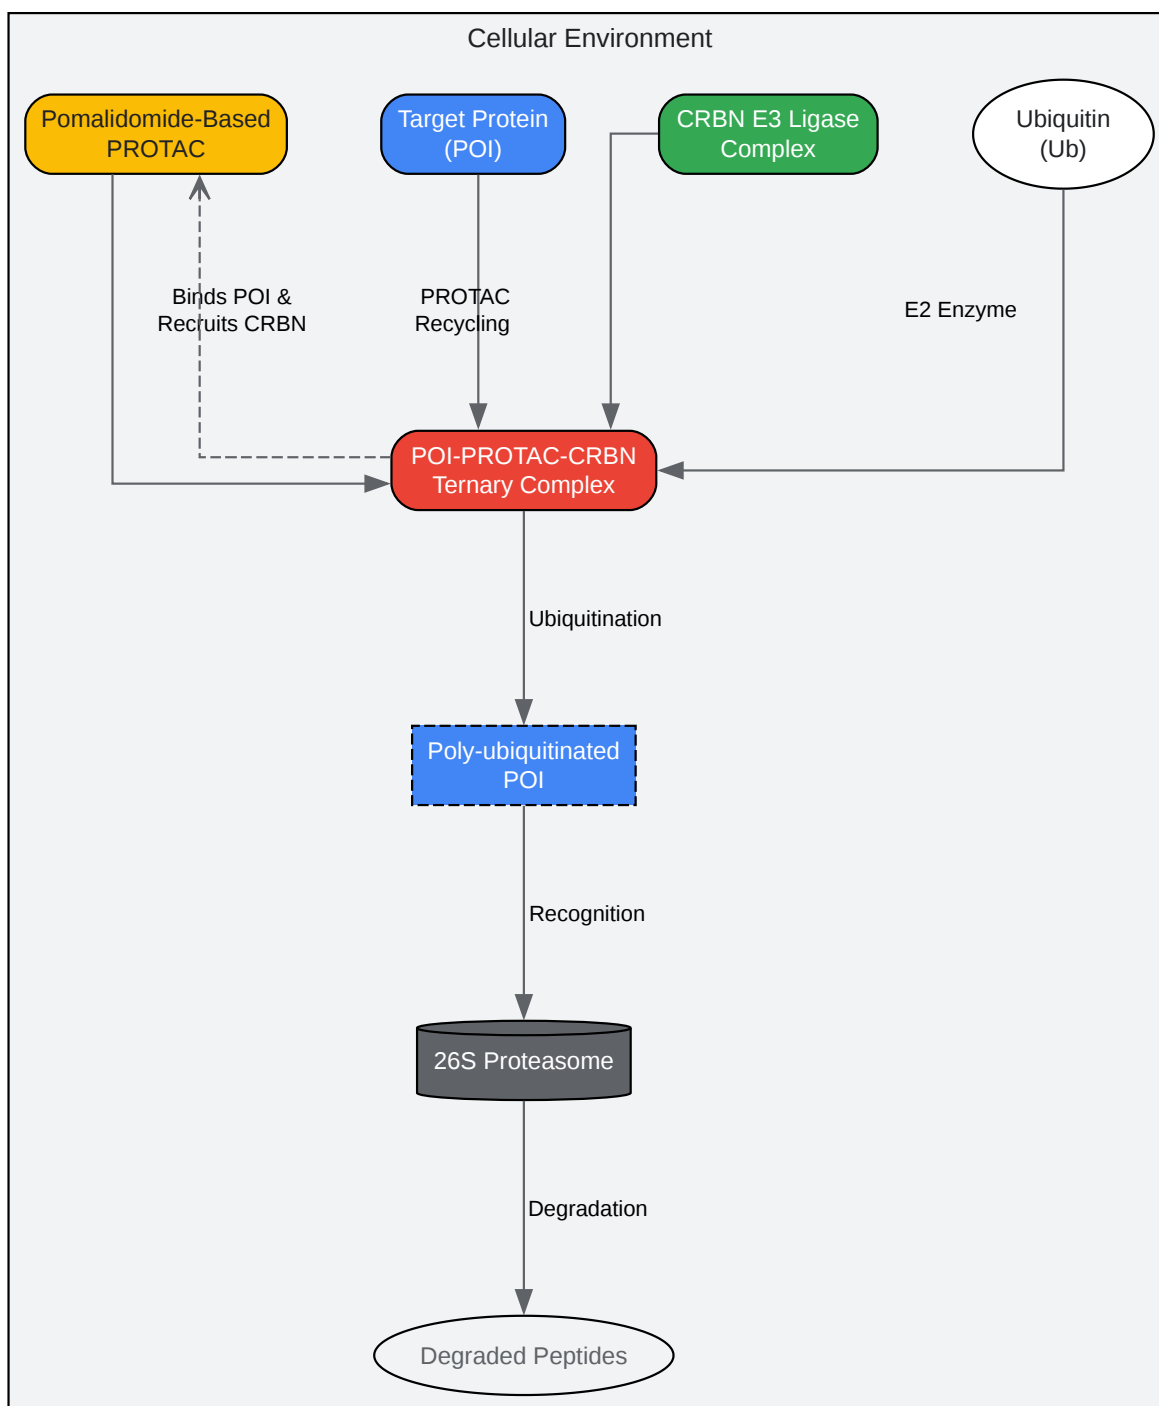 Cellular Environment
Pomalidomide-Based
PROTAC
Target Protein
(POI)
CRBN E3 Ligase
Complex
Ubiquitin
(Ub)
Binds POI &
Recruits CRBN
PROTAC
Recycling
E2 Enzyme
POI-PROTAC-CRBN
Ternary Complex
Ubiquitination
Poly-ubiquitinated
POI
Recognition
26S Proteasome
Degradation
Degraded Peptides